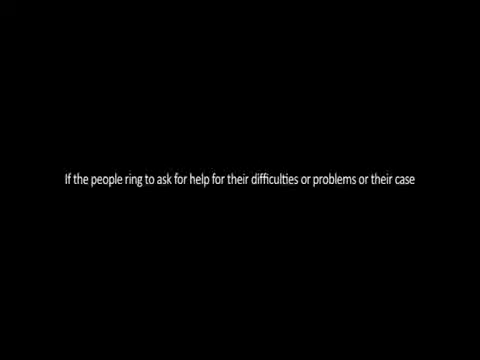 If the people ring to ask for help for their difficulties or problems or their case